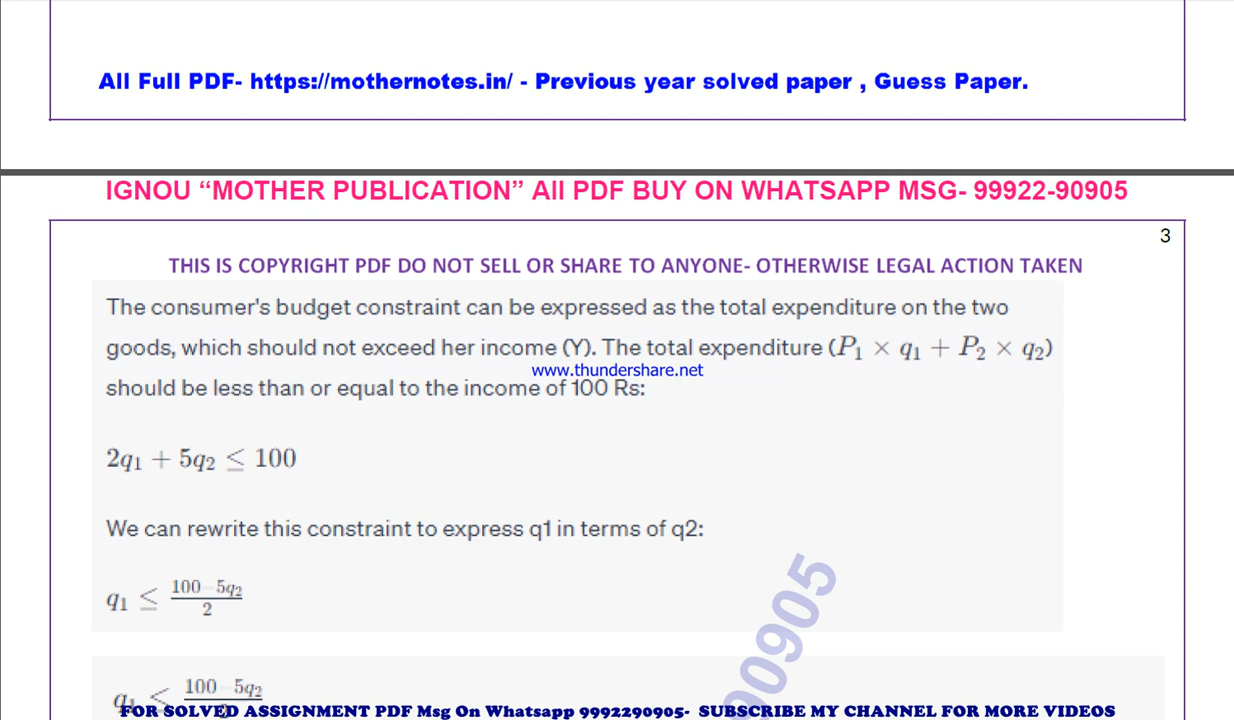 All Full PDF- https://mothernotes.in/ - Previous year solved paper , Guess Paper.
IGNOU “MOTHER PUBLICATION” All PDF BUY ON WHATSAPP MSG- 99922-90905
3
THIS IS COPYRIGHT PDF DO NOT SELL OR SHARE TO ANYONE- OTHERWISE LEGAL ACTION TAKEN
The consumer's budget constraint can be expressed as the total expenditure on the two
goods, which should not exceed her income (Y). The total expenditure (P₁ × q₁ + P₂ × q₂)
www.thundershare.net
should be less than or equal to the income of 100 Rs:
2q₁ + 5q₂ ≤ 100
We can rewrite this constraint to express q1 in terms of q2:
q₁ ≤ (100−5q₂)/2
90905
q₁ ≤ 100−5q₂
FOR SOLVED ASSIGNMENT PDF Msg On Whatsapp 9992290905- SUBSCRIBE MY CHANNEL FOR MORE VIDEOS